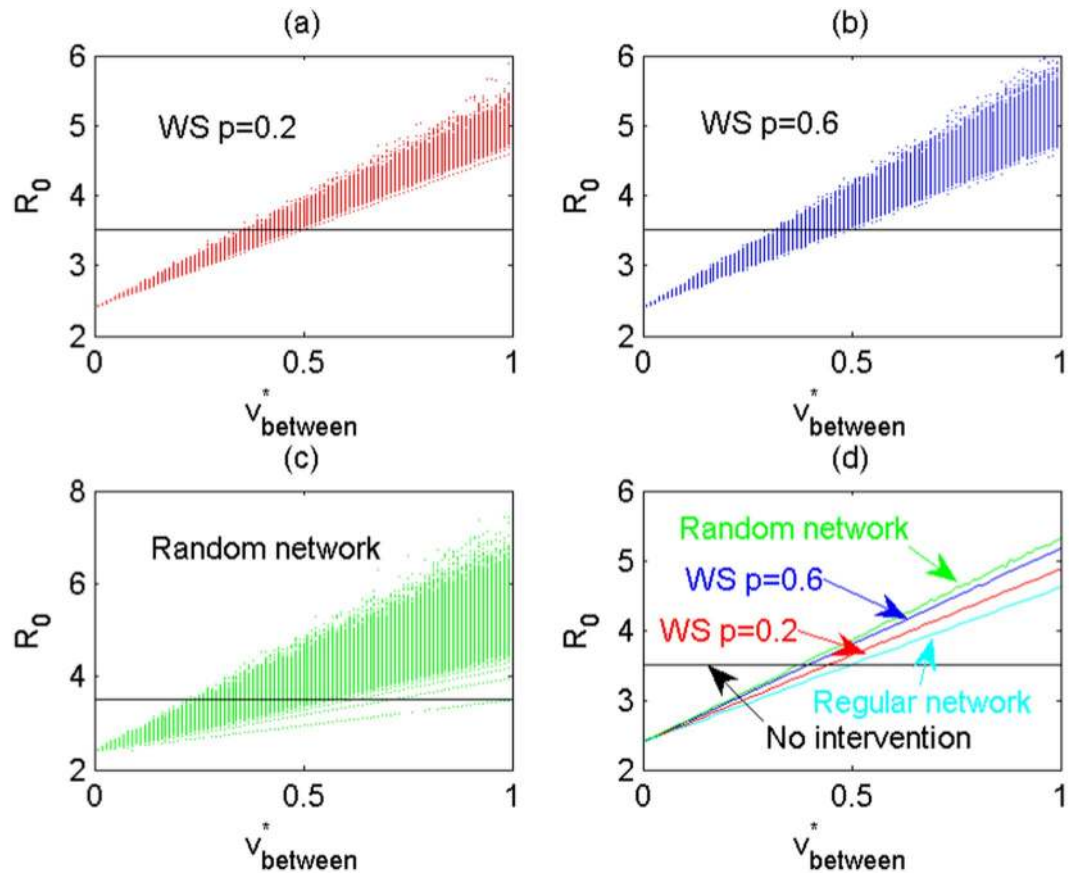 (a)
6
5
4
3
2
R0
WS p=0.2
0
0.5
1
v*between
(b)
6
5
4
3
2
R0
WS p=0.6
0
0.5
1
v*between
(c)
8
6
4
2
R0
Random network
0
0.5
1
v*between
(d)
6
5
4
3
2
R0
Random network
WS p=0.6
WS p=0.2
Regular network
No intervention
0
0.5
1
v*between